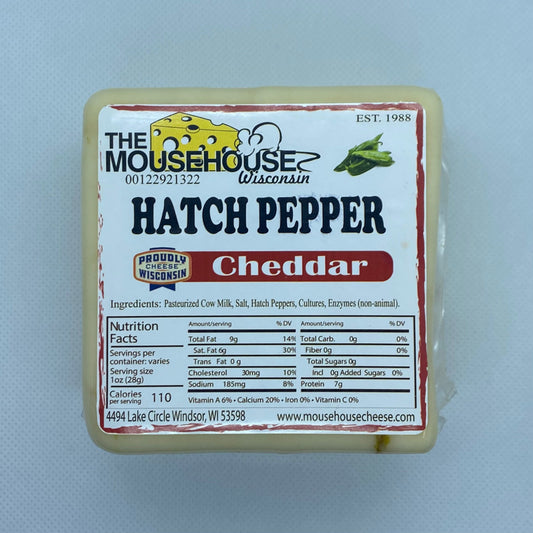 EST. 1988
THE
MOUSEHOUSE
Wisconsin
00122921322
HATCH PEPPER
PROUDLY
CHEESE
WISCONSIN
Cheddar
Ingredients: Pasteurized Cow Milk, Salt, Hatch Peppers, Cultures, Enzymes (non-animal).
Nutrition
Facts
Servings per
container: varies
Serving size
1oz (28g)
Calories
per serving 110
Amount/serving % DV
Total Fat 9g 14%
Sat. Fat 6g 30%
Trans Fat 0 g
Cholesterol 30mg 10%
Sodium 185mg 8%
Amount/serving % DV
Total Carb. 0g 0%
Fiber 0g 0%
Total Sugars 0g
Incl 0g Added Sugars 0%
Protein 7g
Vitamin A 6% • Calcium 20% • Iron 0% • Vitamin C 0%
4494 Lake Circle Windsor, WI 53598 www.mousehousecheese.com